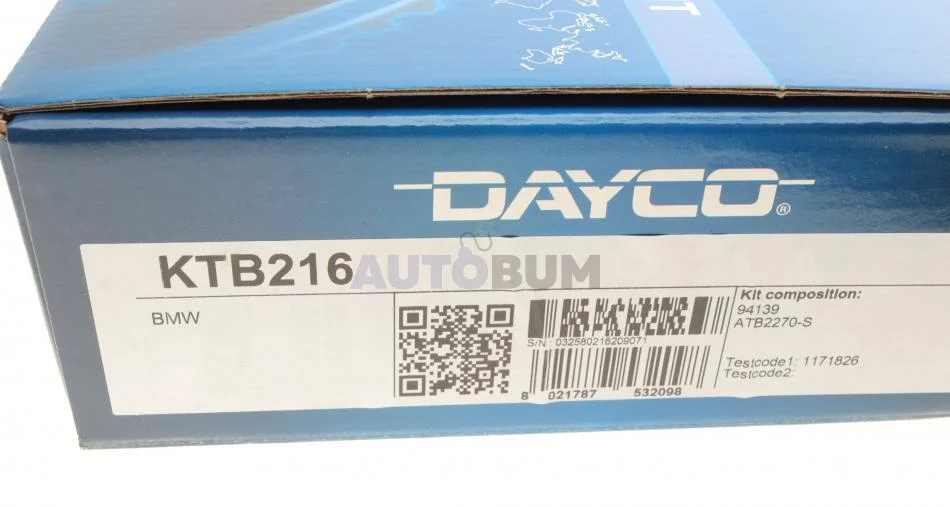 T
DAYCO®
KTB216
AUTOBUM
BMW
S/N : 032580216209071
8 021787 532098
Kit composition:
94139
ATB2270-S
Testcode1: 1171826
Testcode2: